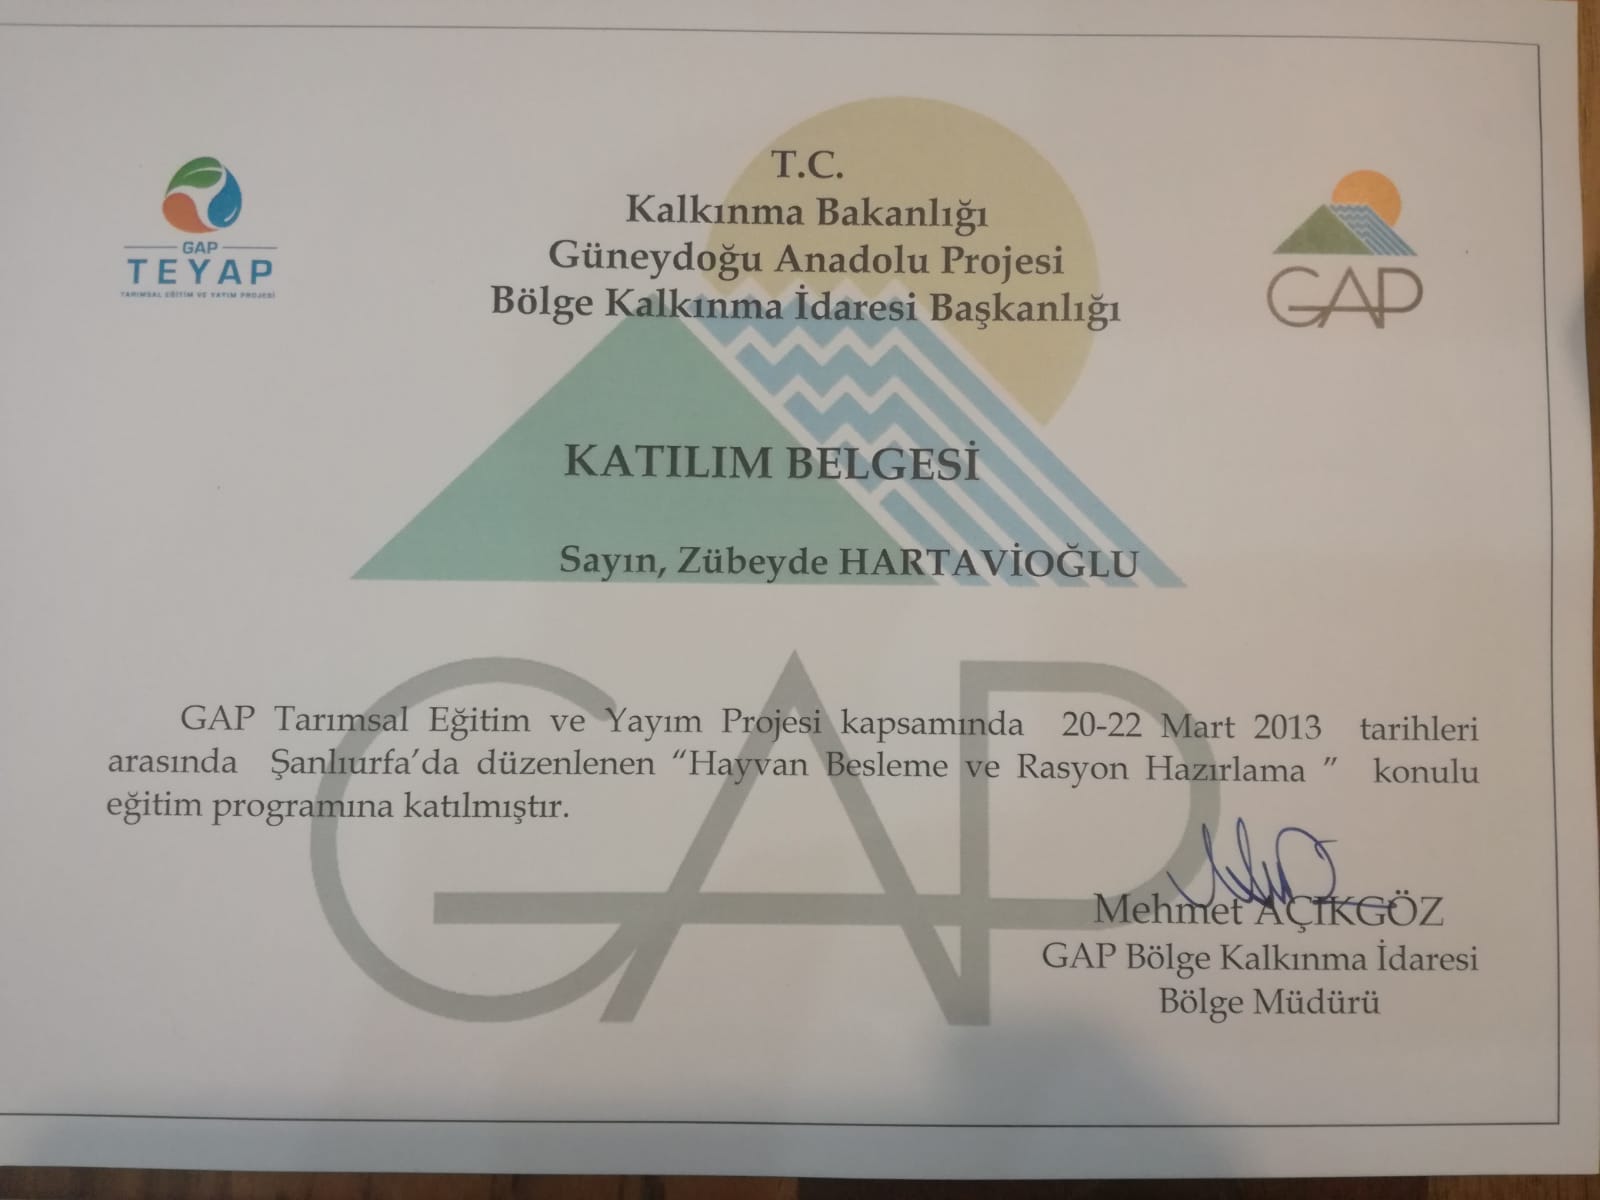 GAP
TEYAP
TARIMSAL EĞİTİM VE YAYIM PROJESİ
T.C.
Kalkınma Bakanlığı
Güneydoğu Anadolu Projesi
Bölge Kalkınma İdaresi Başkanlığı
GAP
KATILIM BELGESİ
Sayın, Zübeyde HARTAVİOĞLU
GAP
GAP Tarımsal Eğitim ve Yayım Projesi kapsamında 20-22 Mart 2013 tarihleri
arasında Şanlıurfa’da düzenlenen “Hayvan Besleme ve Rasyon Hazırlama ” konulu
eğitim programına katılmıştır.
Mehmet AÇIKGÖZ
GAP Bölge Kalkınma İdaresi
Bölge Müdürü